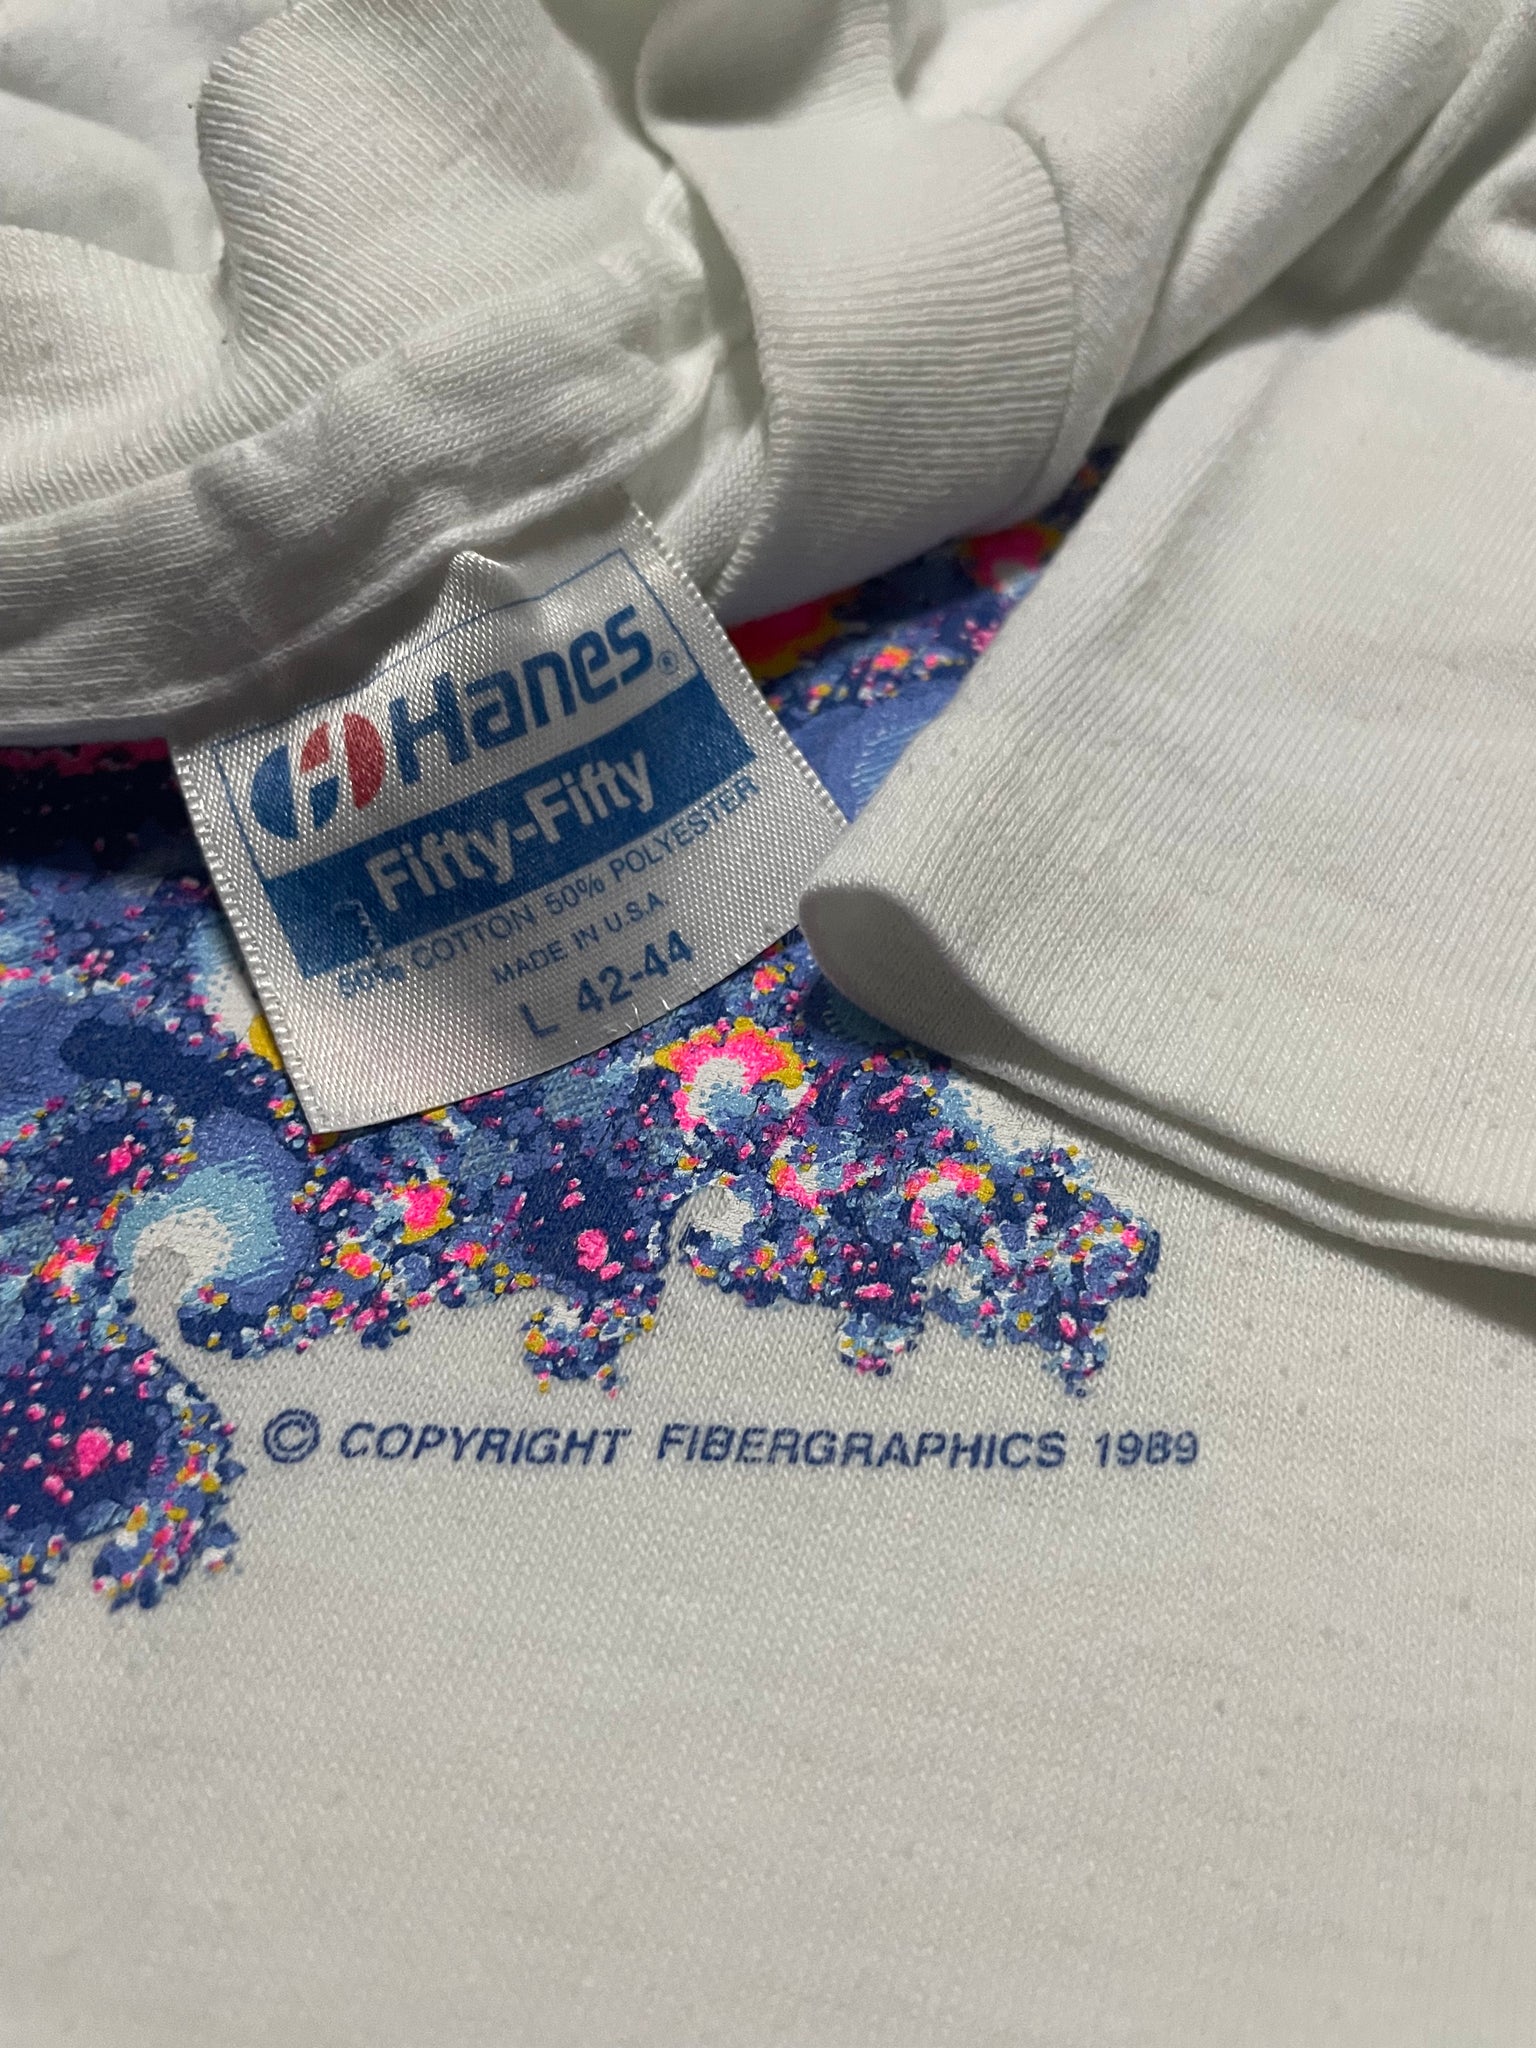 Hanes®
Fifty-Fifty
50% COTTON 50% POLYESTER
MADE IN U.S.A.
L 42-44
© COPYRIGHT FIBERGRAPHICS 1989